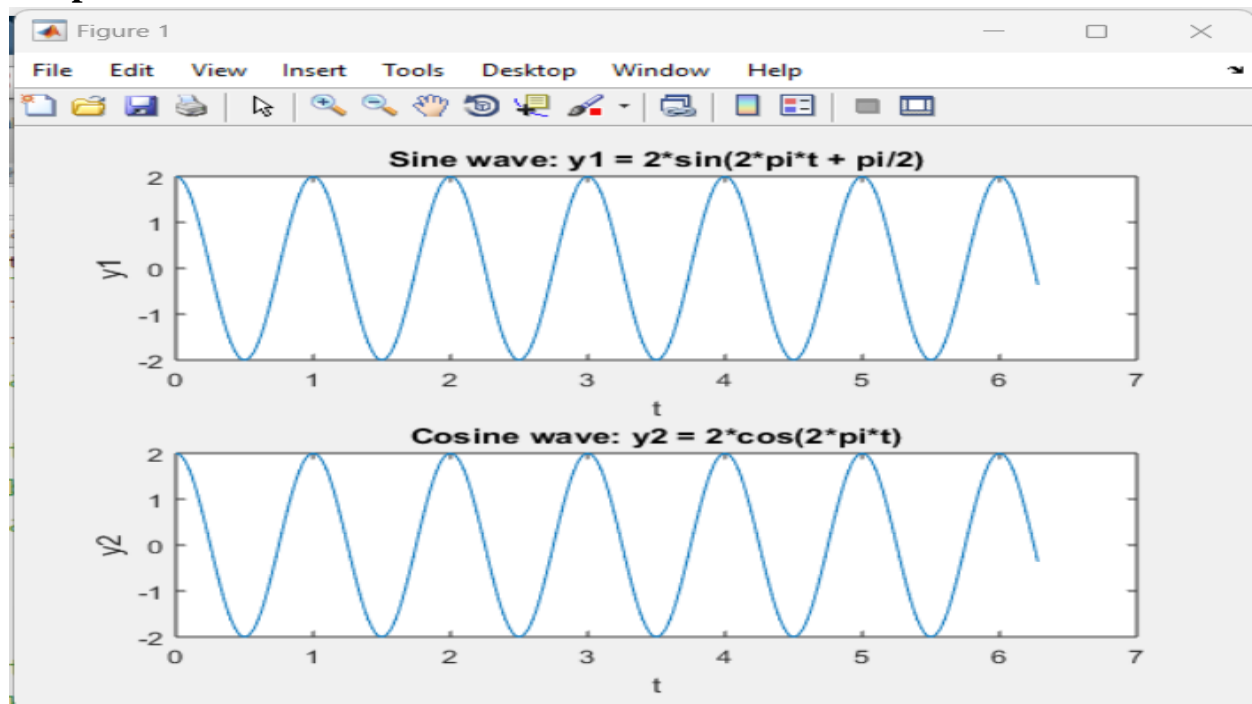 Figure 1
File Edit View Insert Tools Desktop Window Help
Sine wave: y1 = 2*sin(2*pi*t + pi/2)
2
1
0
-1
-2
y1
0 1 2 3 4 5 6 7
t
Cosine wave: y2 = 2*cos(2*pi*t)
2
1
0
-1
-2
y2
0 1 2 3 4 5 6 7
t